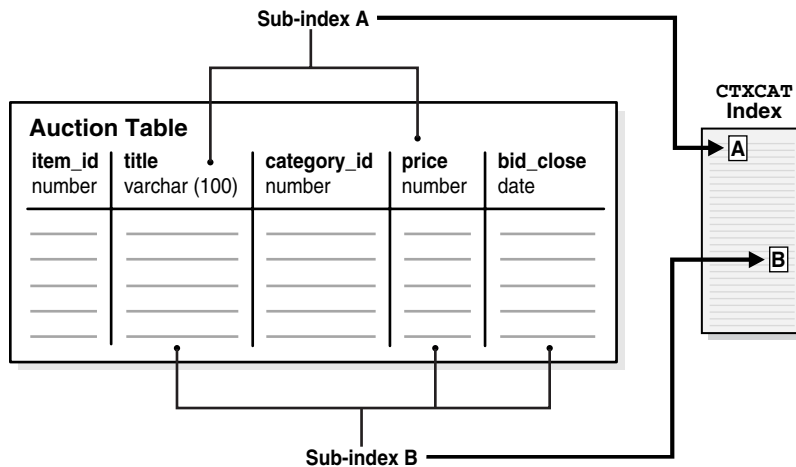 Sub-index A
CTXCAT
Index
Auction Table
item_id title category_id price bid_close
number varchar (100) number number date
A
B
Sub-index B